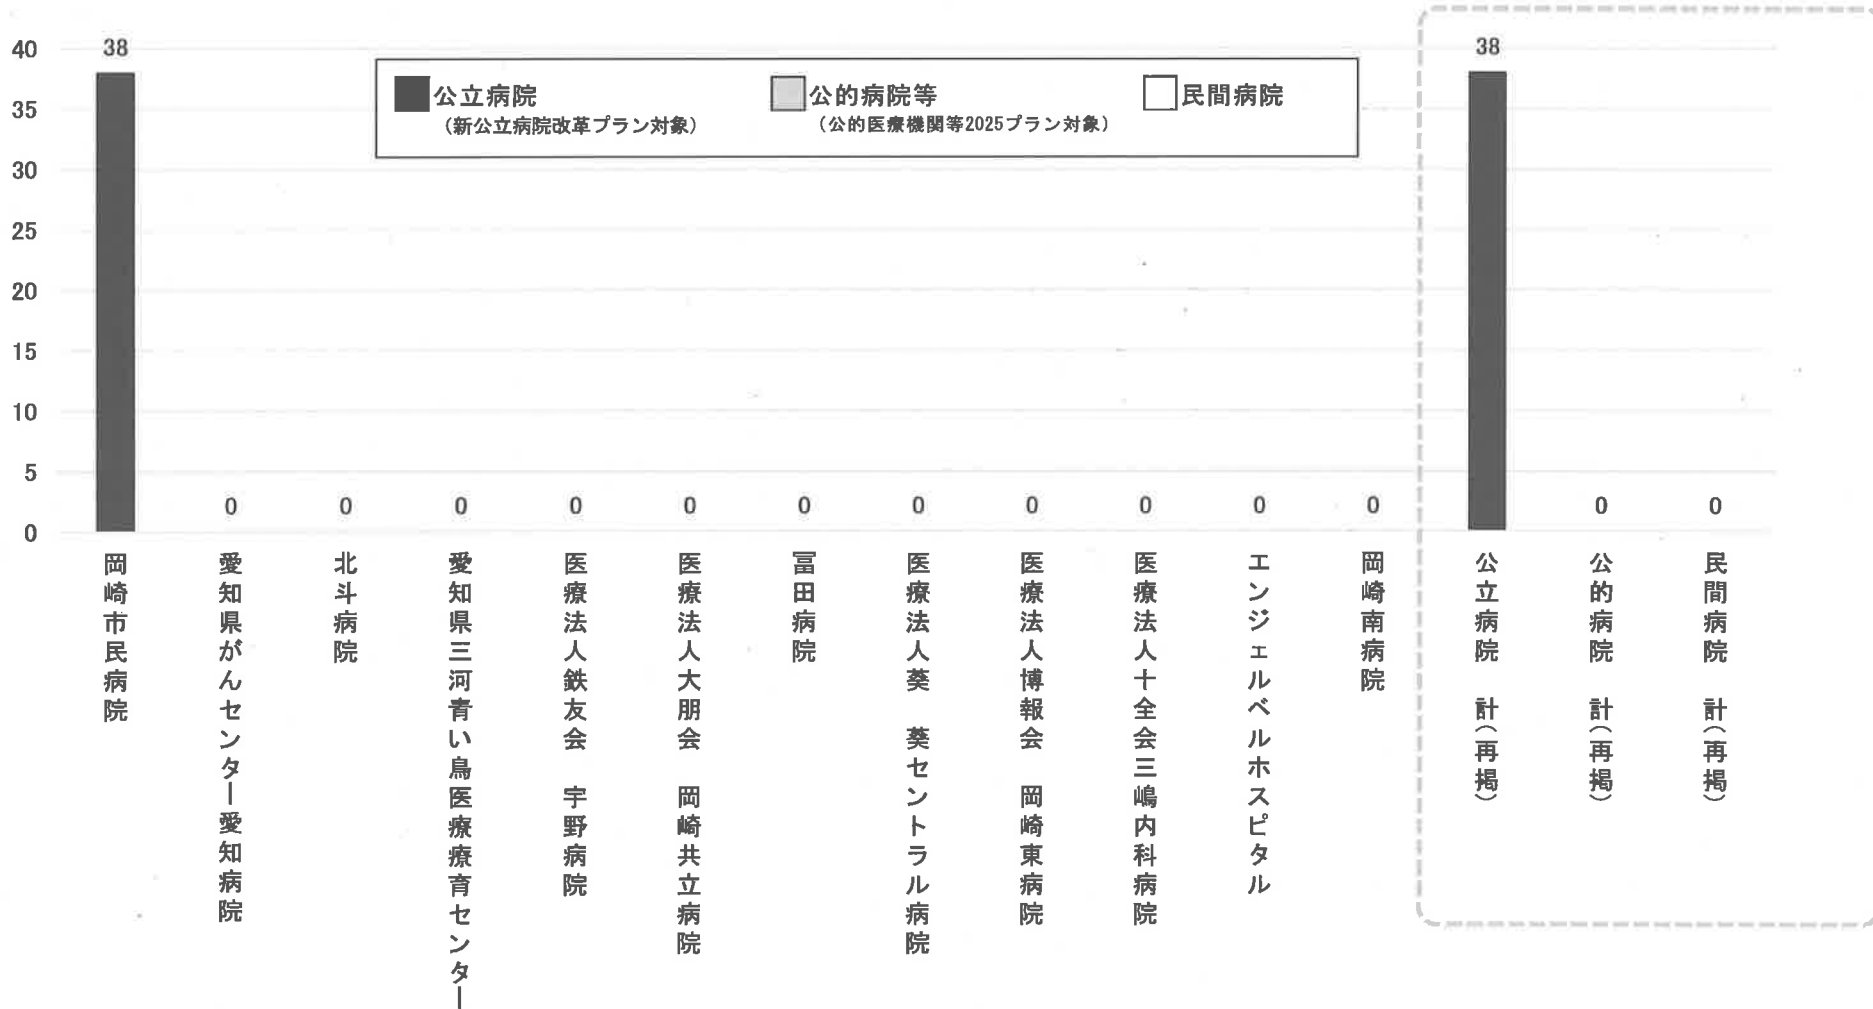 38
38
40
35
30
25
20
15
10
5
0
公立病院
(新公立病院改革プラン対象)
公的病院等
(公的医療機関等2025プラン対象)
民間病院
0
0
0
0
0
0
0
0
0
0
0
0
0
岡崎市民病院
愛知県がんセンター愛知病院
北斗病院
愛知県三河青い鳥医療療育センター
医療法人鉄友会 宇野病院
医療法人大朋会 岡崎共立病院
冨田病院
医療法人葵 葵セントラル病院
医療法人博報会 岡崎東病院
医療法人十全会三嶋内科病院
エンジェルベルホスピタル
岡崎南病院
公立病院 計(再掲)
公的病院 計(再掲)
民間病院 計(再掲)